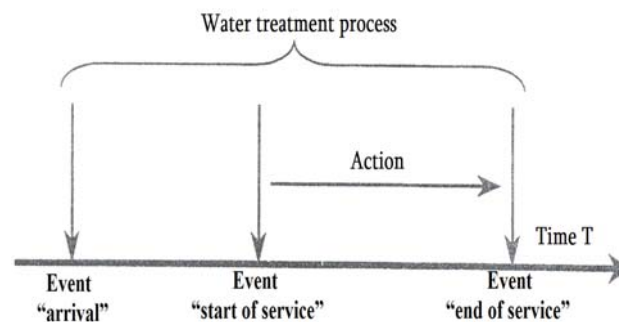 Water treatment process
Action
Time T
Event
“arrival”
Event
“start of service”
Event
“end of service”